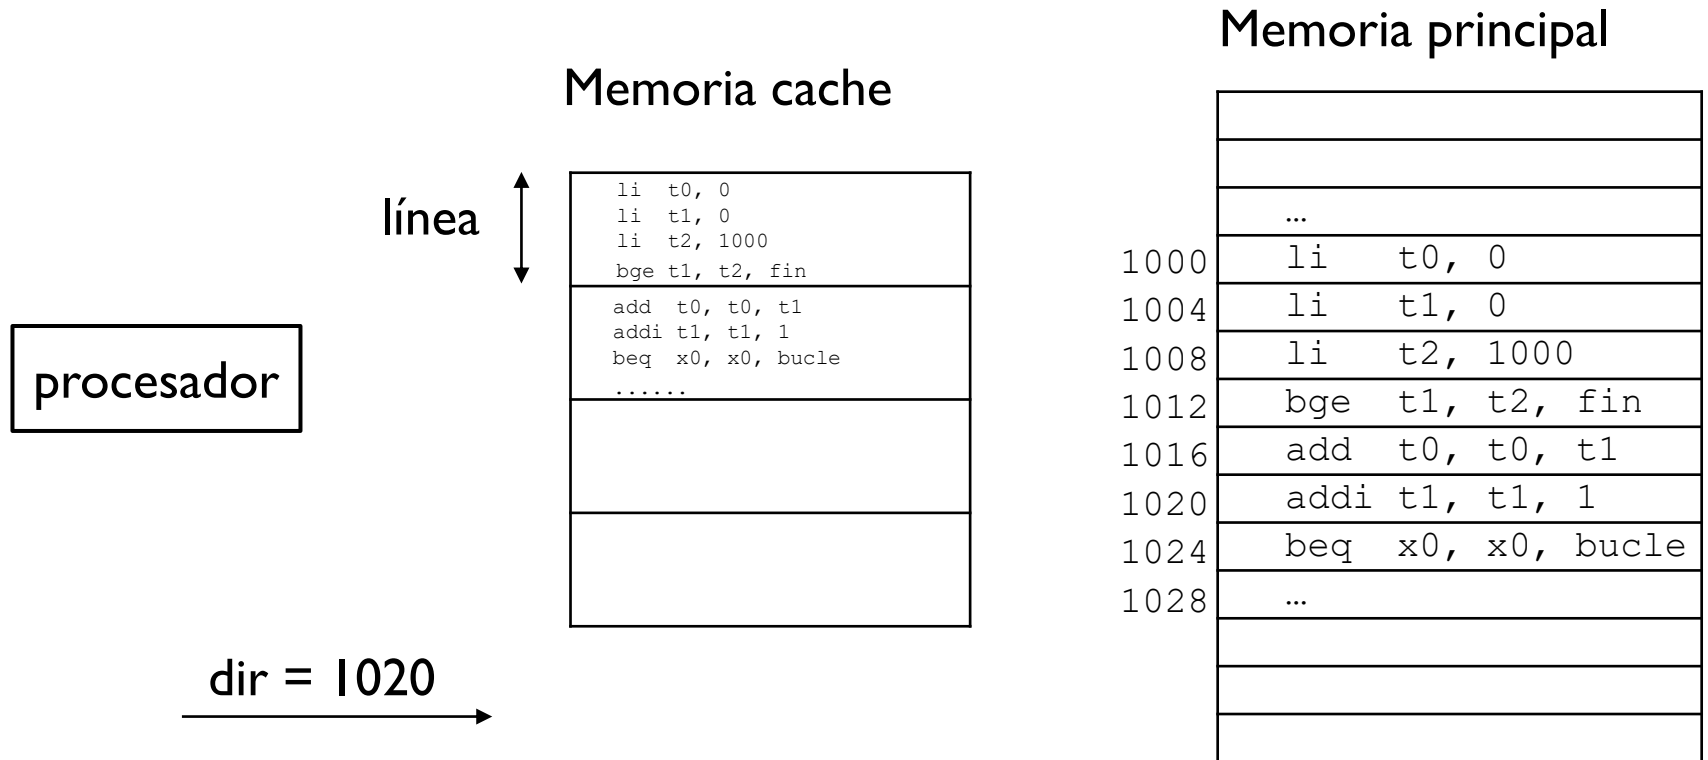 Memoria principal
Memoria cache
línea
li t0, 0
li t1, 0
li t2, 1000
bge t1, t2, fin
add t0, t0, t1
addi t1, t1, 1
beq x0, x0, bucle
......
procesador
dir = 1020
…
1000 li t0, 0
1004 li t1, 0
1008 li t2, 1000
1012 bge t1, t2, fin
1016 add t0, t0, t1
1020 addi t1, t1, 1
1024 beq x0, x0, bucle
1028 …